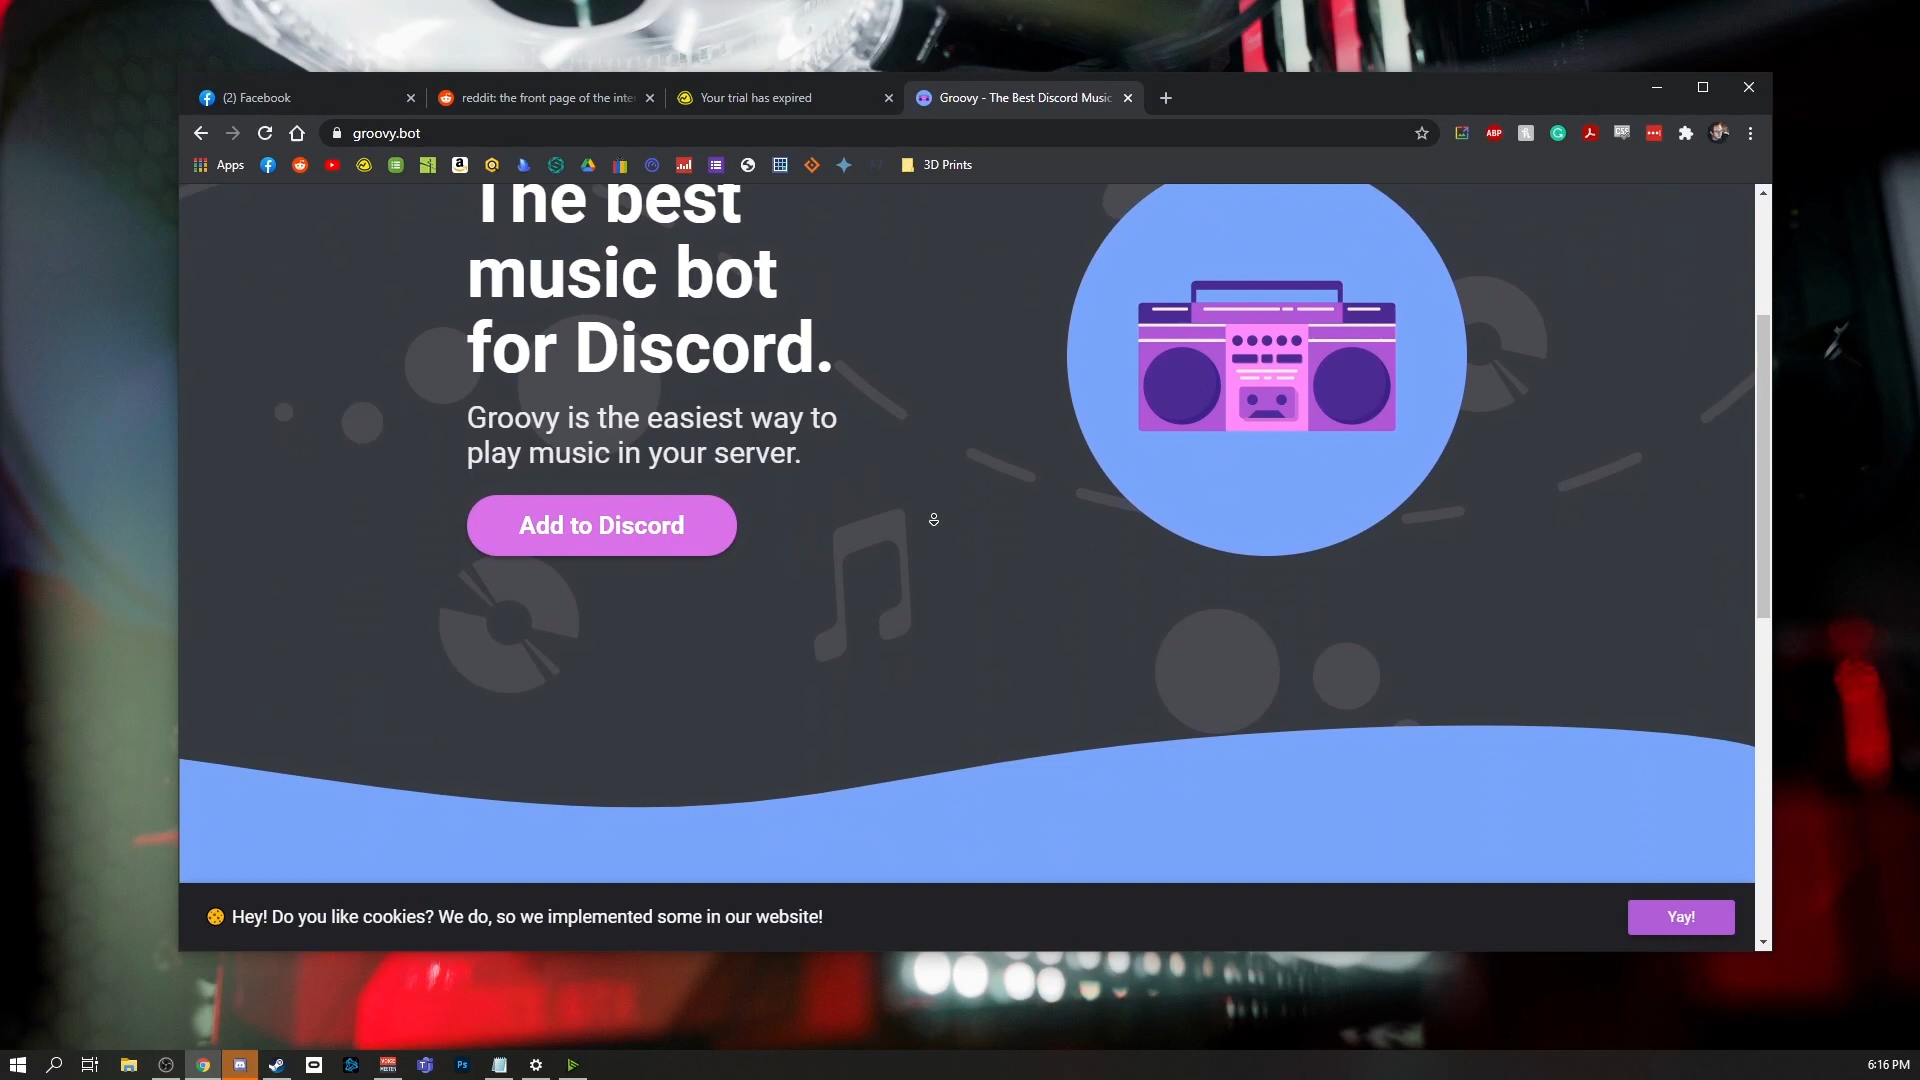 (2) Facebook
reddit: the front page of the inte
Your trial has expired
Groovy - The Best Discord Music
groovy.bot
ABP
Apps
3D Prints
The best
music bot
for Discord.
Groovy is the easiest way to
play music in your server.
Add to Discord
Hey! Do you like cookies? We do, so we implemented some in our website!
Yay!
Ps
6:16 PM